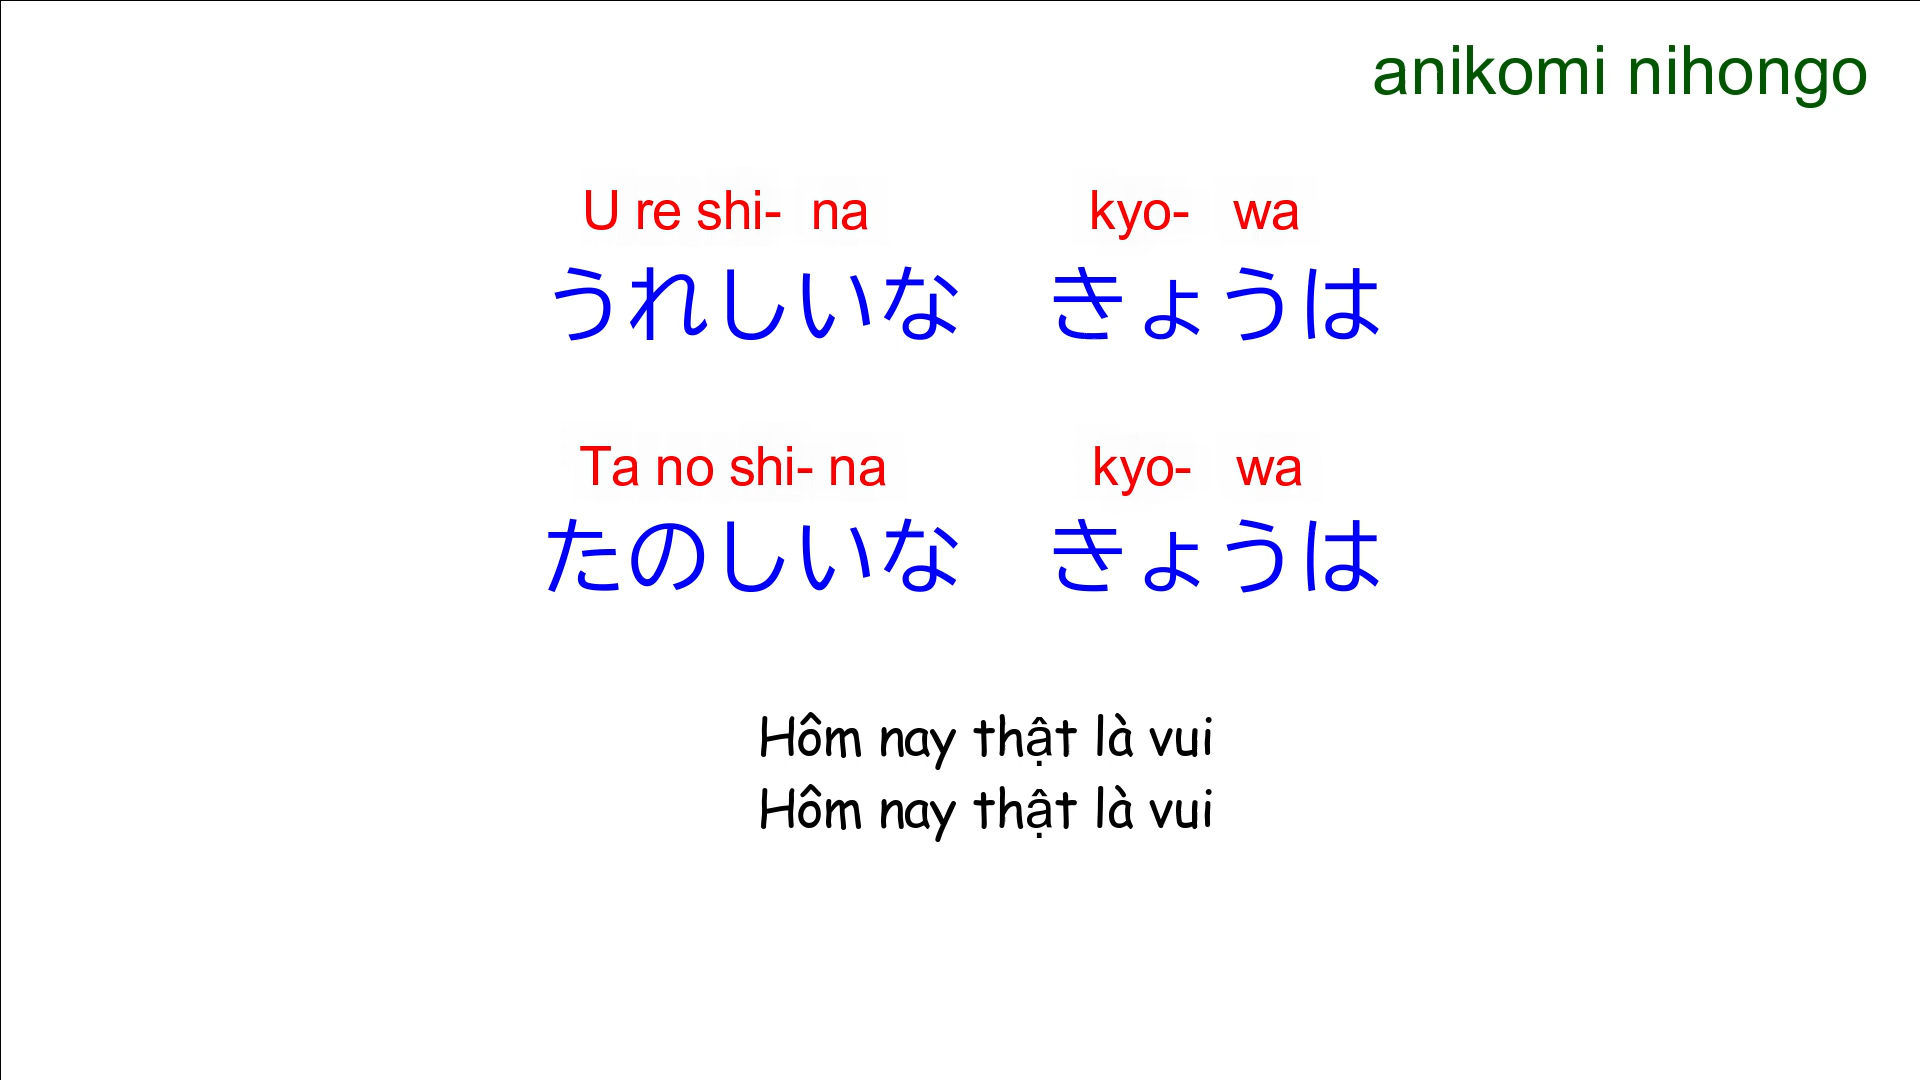 anikomi nihongo
U re shi- na kyo- wa
うれしいな きょうは
Ta no shi- na kyo- wa
たのしいな きょうは
Hôm nay thật là vui
Hôm nay thật là vui